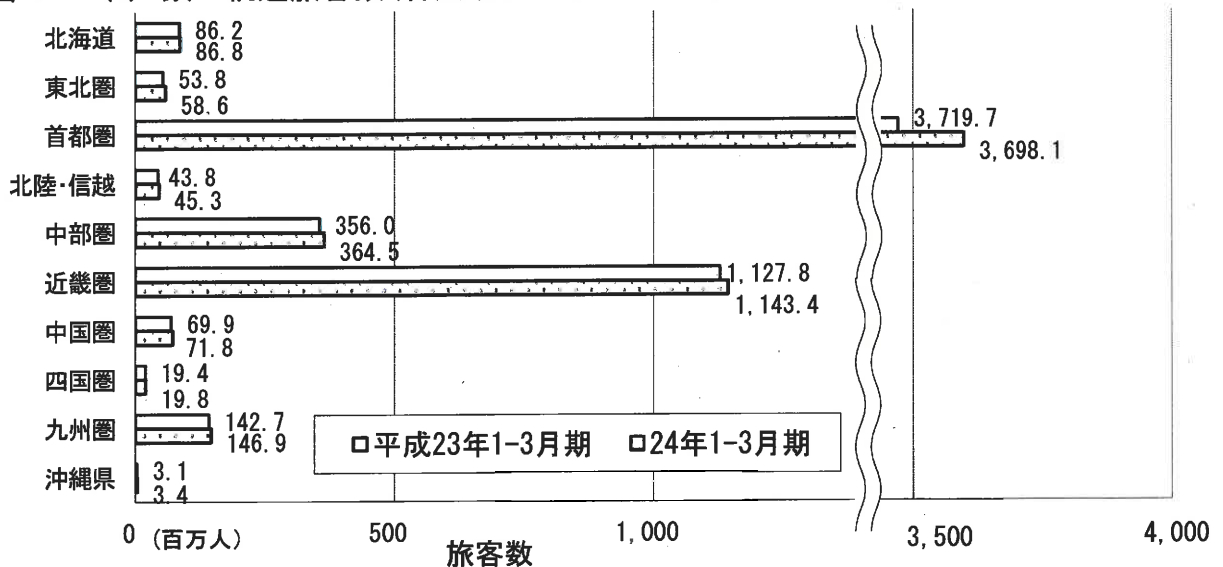 北海道 86.2
86.8
東北圏 53.8
58.6
首都圏 3,719.7
3,698.1
北陸・信越 43.8
45.3
中部圏 356.0
364.5
近畿圏 1,127.8
1,143.4
中国圏 69.9
71.8
四国圏 19.4
19.8
九州圏 142.7
146.9
□平成23年1-3月期 □24年1-3月期
沖縄県 3.1
3.4
0 (百万人) 500 1,000 3,500 4,000
旅客数